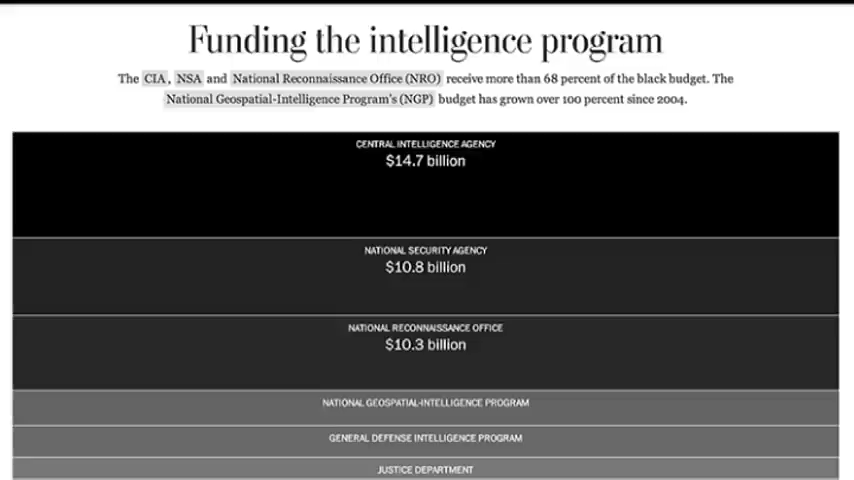 Funding the intelligence program
The CIA, NSA and National Reconnaissance Office (NRO) receive more than 68 percent of the black budget. The
National Geospatial-Intelligence Program's (NGP) budget has grown over 100 percent since 2004.
CENTRAL INTELLIGENCE AGENCY
$14.7 billion
NATIONAL SECURITY AGENCY
$10.8 billion
NATIONAL RECONNAISSANCE OFFICE
$10.3 billion
NATIONAL GEOSPATIAL-INTELLIGENCE PROGRAM
GENERAL DEFENSE INTELLIGENCE PROGRAM
JUSTICE DEPARTMENT